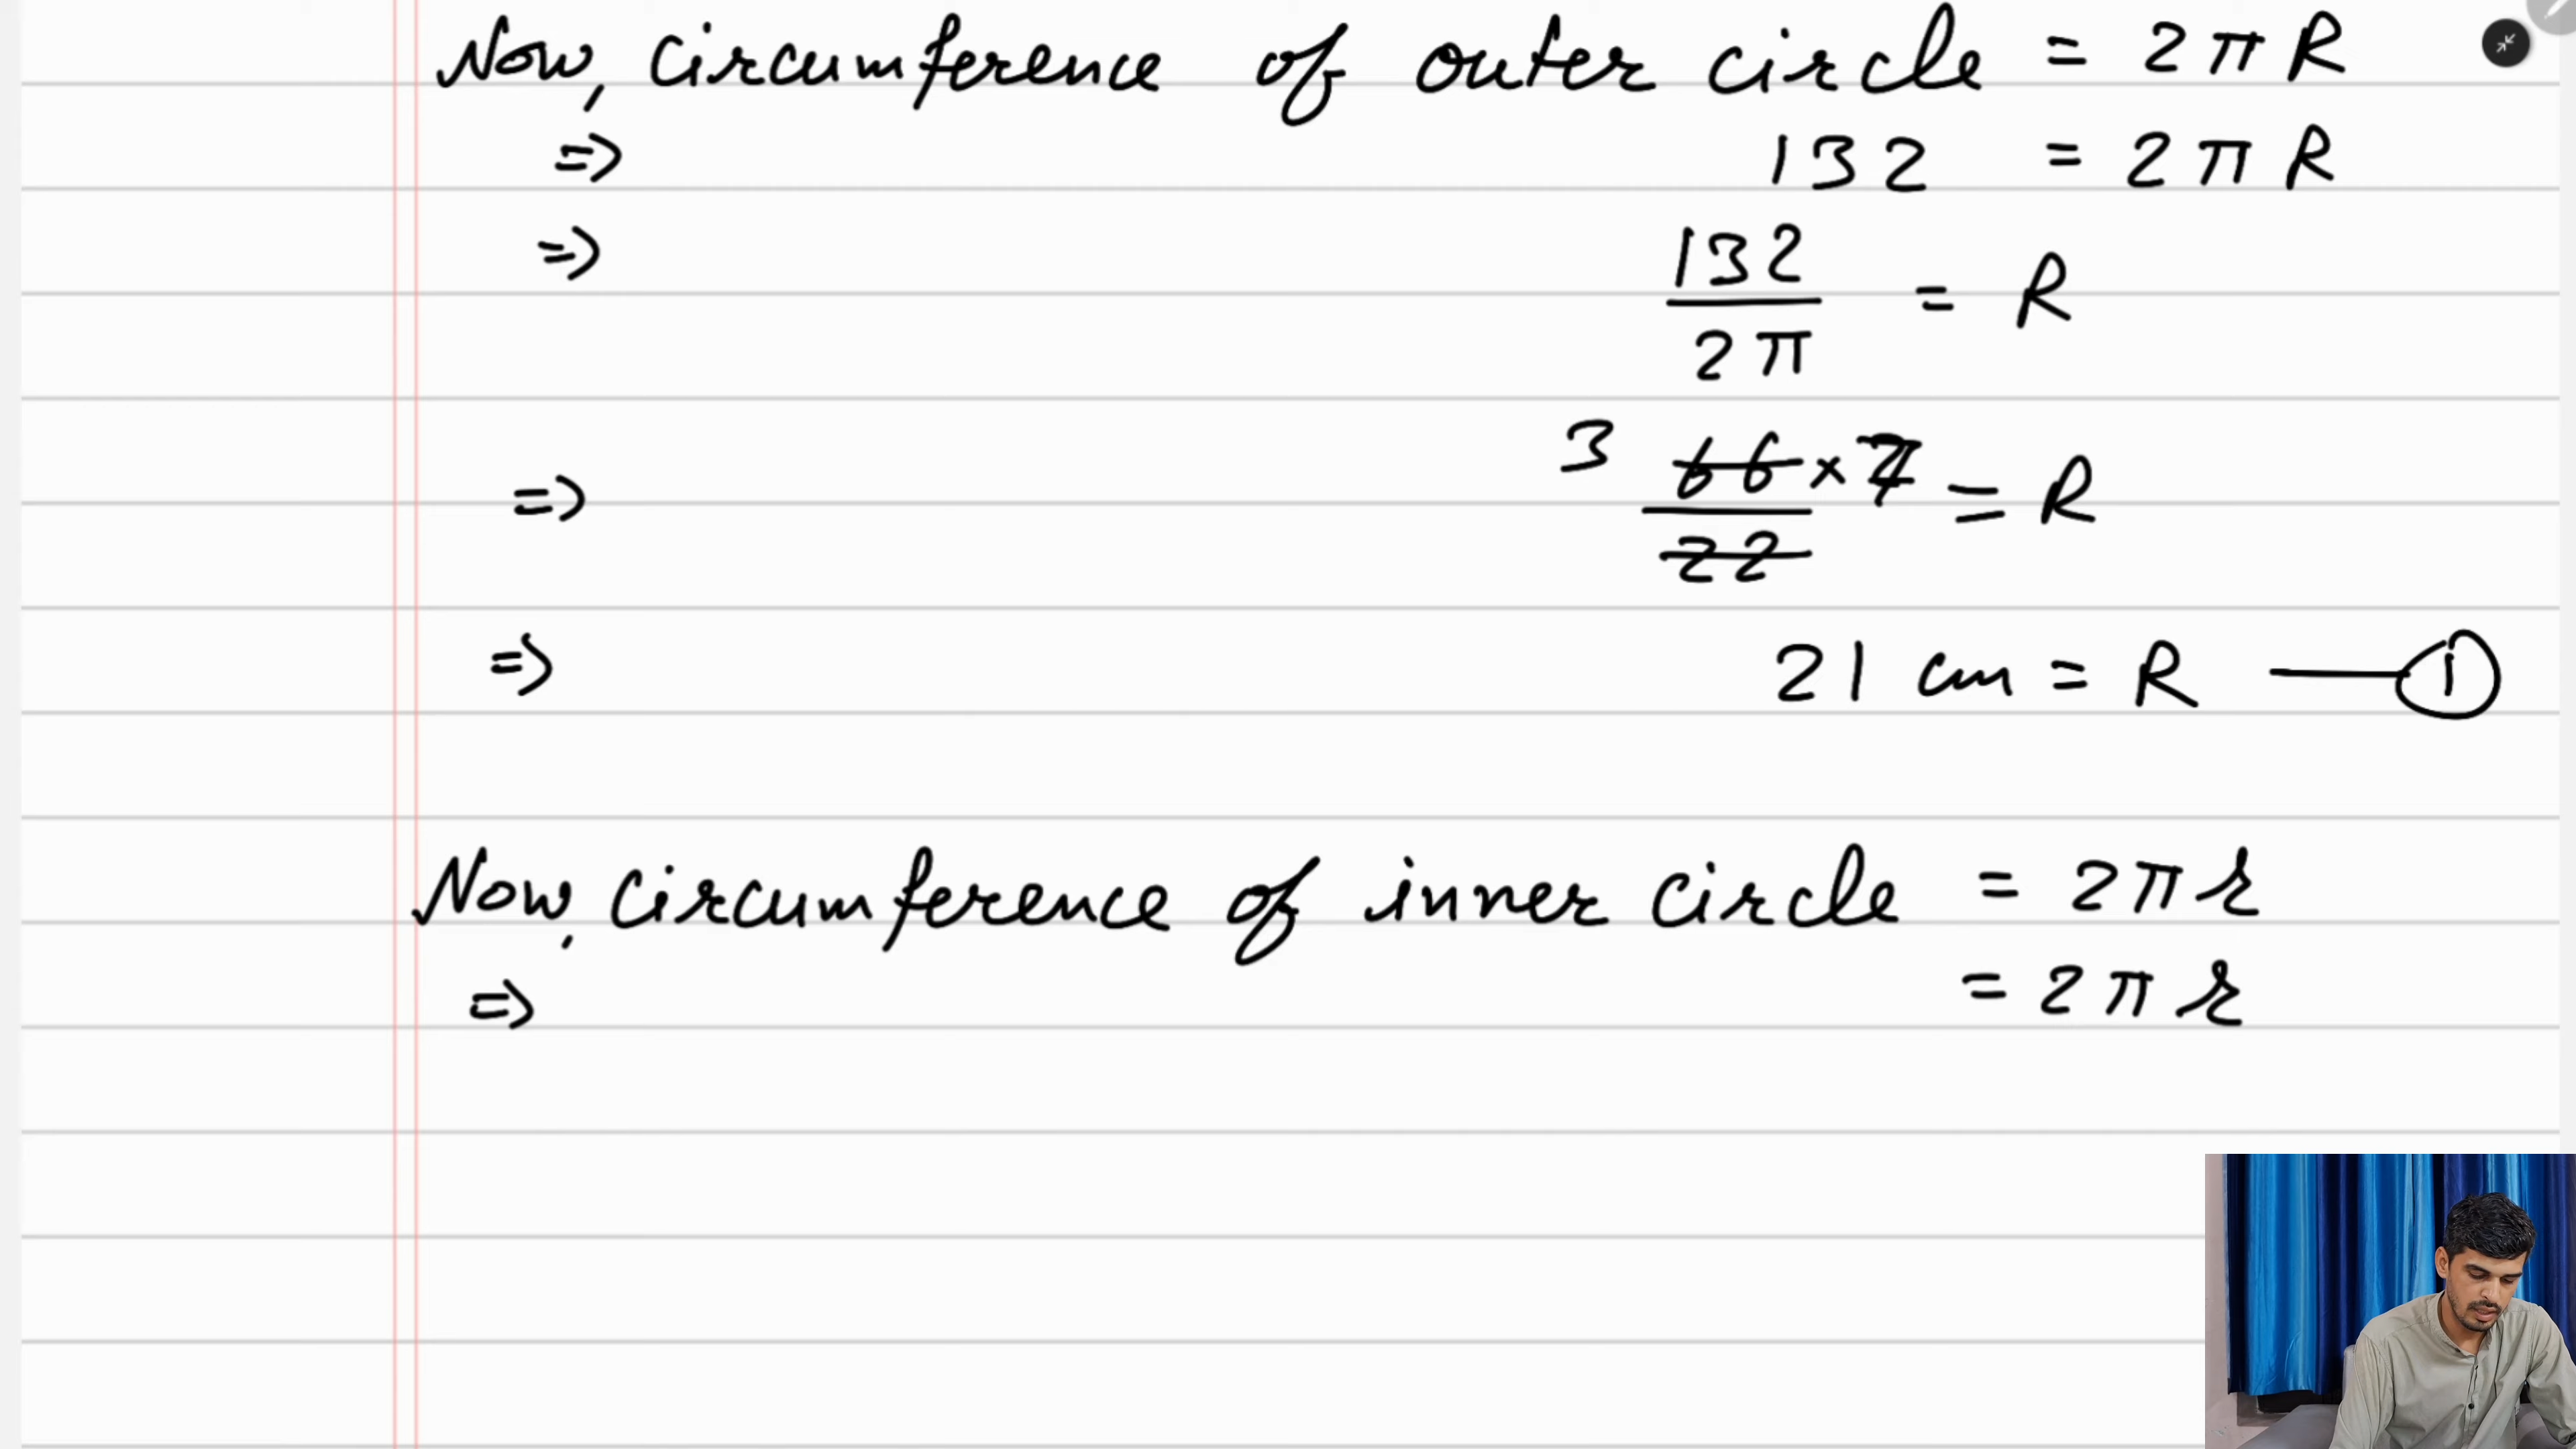 Now, circumference of outer circle = 2πR
=> 132 = 2πR
=> 132/2π = R
=> 3 66×7/22 = R
=> 21 cm = R — ①
Now, circumference of inner circle = 2πr
=> = 2πr